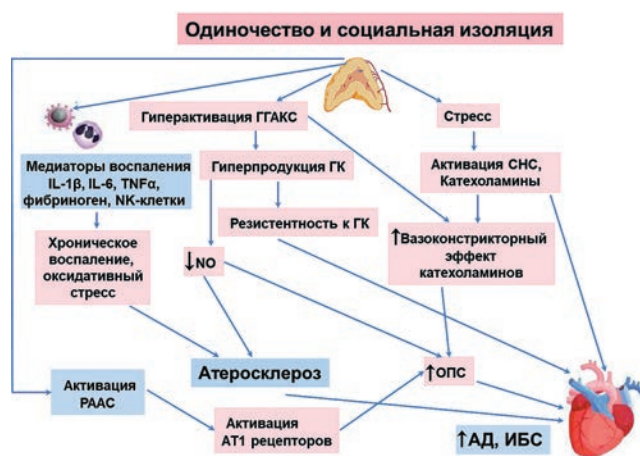 Одиночество и социальная изоляция
Гиперактивация ГГАКС
Стресс
Медиаторы воспаления
IL-1β, IL-6, TNFα,
фибриноген, NK-клетки
Гиперпродукция ГК
Активация СНС,
Катехоламины
Резистентность к ГК
Хроническое
воспаление,
оксидативный
стресс
↓NO
↑Вазоконстрикторный
эффект
катехоламинов
Атеросклероз
↑ОПС
Активация
РААС
Активация
АТ1 рецепторов
↑АД, ИБС